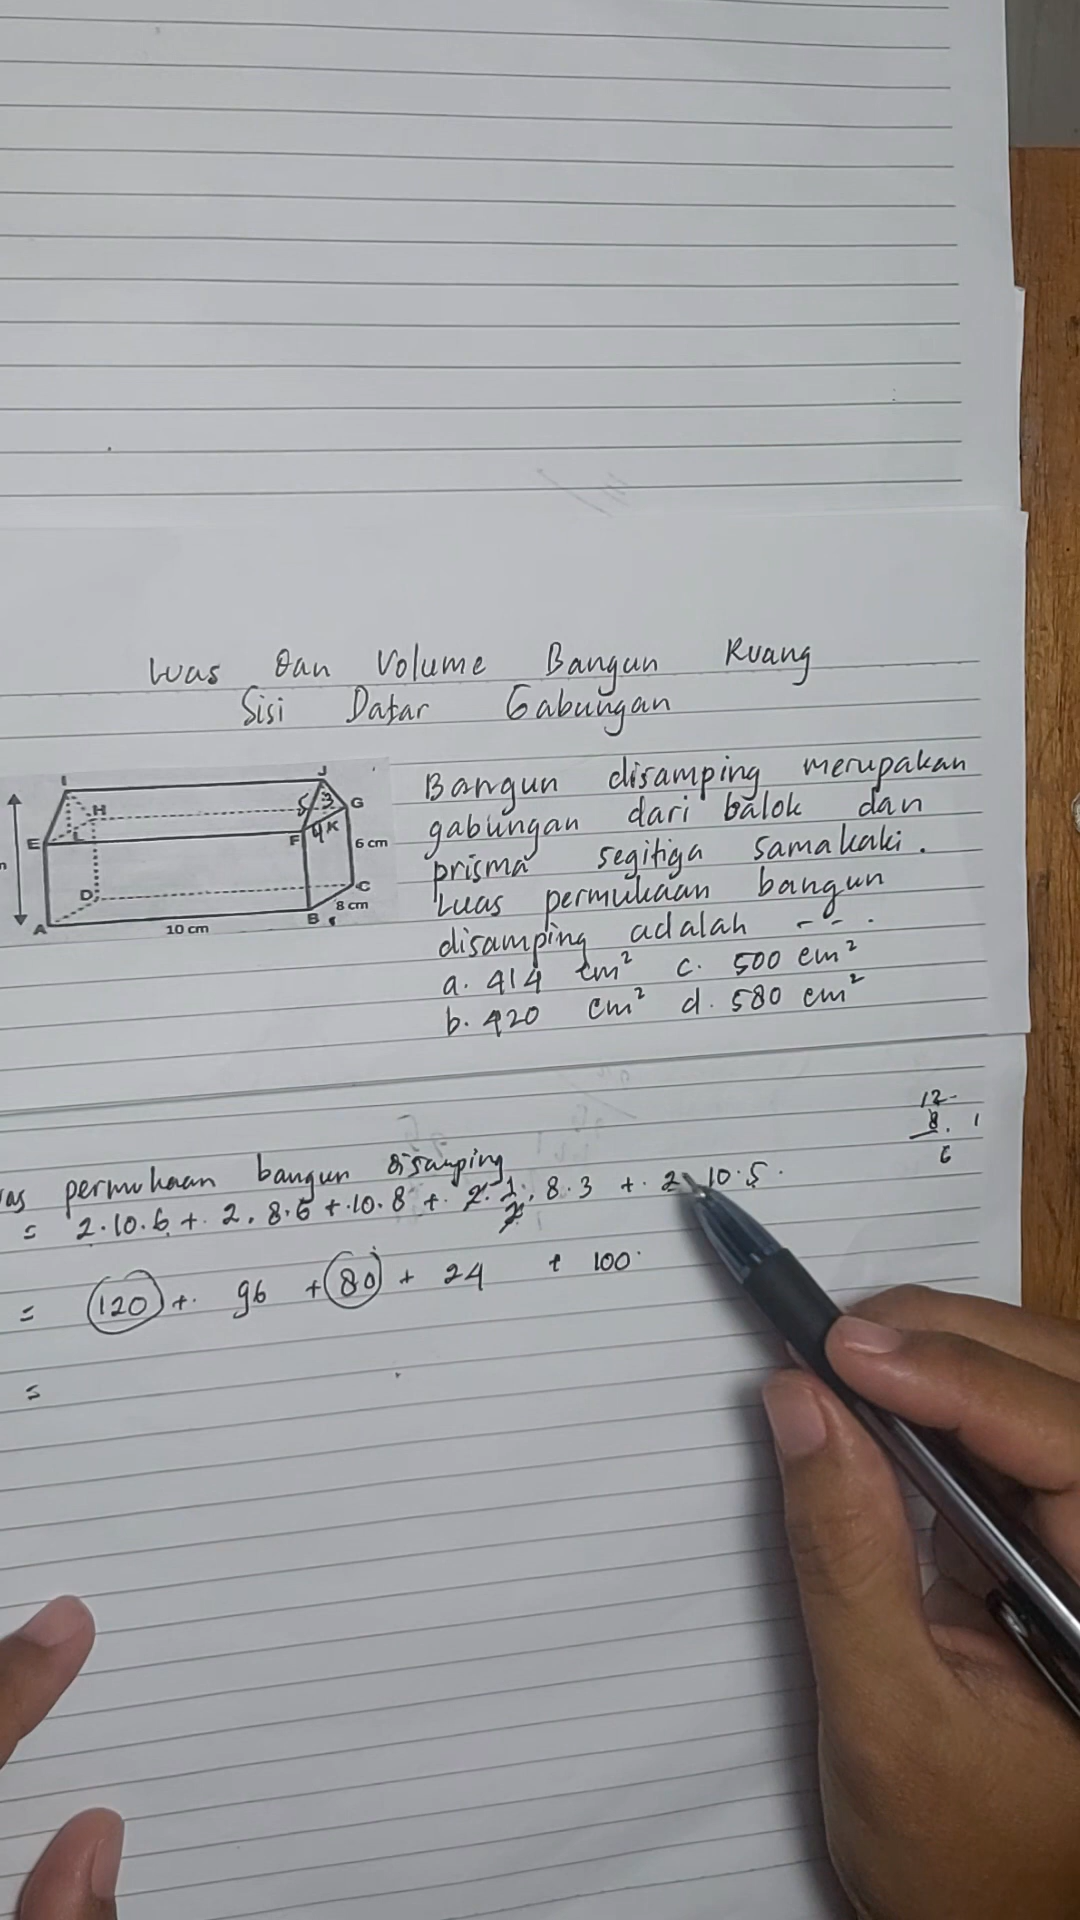 Luas Dan Volume Bangun Ruang
Sisi Datar Gabungan
I
J
H
5
3
G
E
L
F
4
K
6 cm
D
C
8 cm
A
B
10 cm
Bangun disamping merupakan
gabungan dari balok dan
prisma segitiga samakaki.
Luas permukaan bangun
disamping adalah - - .
a. 414 cm² c. 500 cm²
b. 420 cm² d. 580 cm²
12
8. 1
6
as permukaan bangun disamping
= 2.10.6 + 2.8.6 + 10.8 + 2.1/2.8.3 + 2.10.5.
= 120 + 96 + 80 + 24 + 100
=